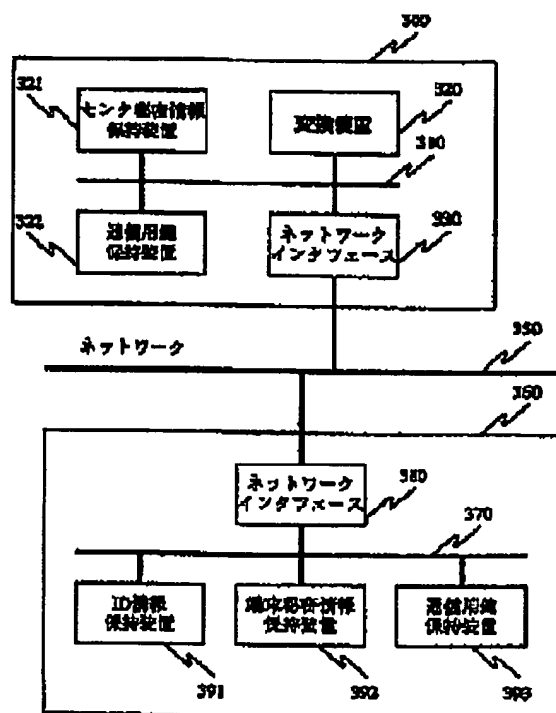 300
321
センタ秘密情報
保持装置
320
変換装置
310
322
通信用鍵
保持装置
330
ネットワーク
インタフェース
ネットワーク
350
360
ネットワーク
インタフェース
380
370
ID情報
保持装置
端末秘密情報
保持装置
通信用鍵
保持装置
391
392
393